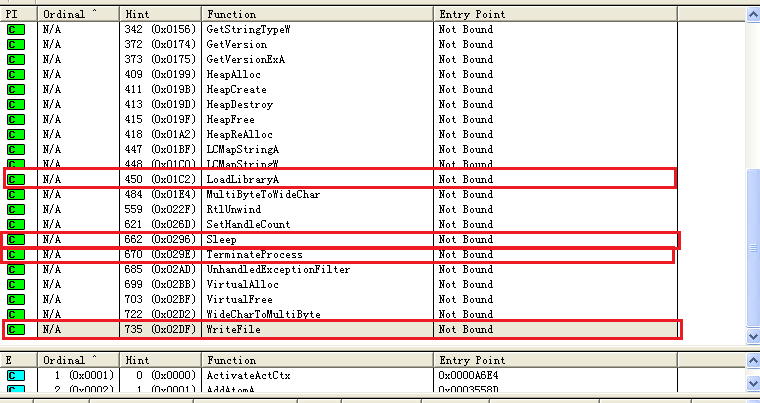 PI Ordinal ^ Hint Function Entry Point
C N/A 342 (0x0156) GetStringTypeW Not Bound
C N/A 372 (0x0174) GetVersion Not Bound
C N/A 373 (0x0175) GetVersionExA Not Bound
C N/A 409 (0x0199) HeapAlloc Not Bound
C N/A 411 (0x019B) HeapCreate Not Bound
C N/A 413 (0x019D) HeapDestroy Not Bound
C N/A 415 (0x019F) HeapFree Not Bound
C N/A 418 (0x01A2) HeapReAlloc Not Bound
C N/A 447 (0x01BF) LCMapStringA Not Bound
C N/A 448 (0x01C0) LCMapStringW Not Bound
C N/A 450 (0x01C2) LoadLibraryA Not Bound
C N/A 484 (0x01E4) MultiByteToWideChar Not Bound
C N/A 559 (0x022F) RtlUnwind Not Bound
C N/A 621 (0x026D) SetHandleCount Not Bound
C N/A 662 (0x0296) Sleep Not Bound
C N/A 670 (0x029E) TerminateProcess Not Bound
C N/A 685 (0x02AD) UnhandledExceptionFilter Not Bound
C N/A 699 (0x02BB) VirtualAlloc Not Bound
C N/A 703 (0x02BF) VirtualFree Not Bound
C N/A 722 (0x02D2) WideCharToMultiByte Not Bound
C N/A 735 (0x02DF) WriteFile Not Bound
E Ordinal ^ Hint Function Entry Point
C 1 (0x0001) 0 (0x0000) ActivateActCtx 0x0000A6E4
C 2 (0x0002) 1 (0x0001) AddAtomA 0x0003558D